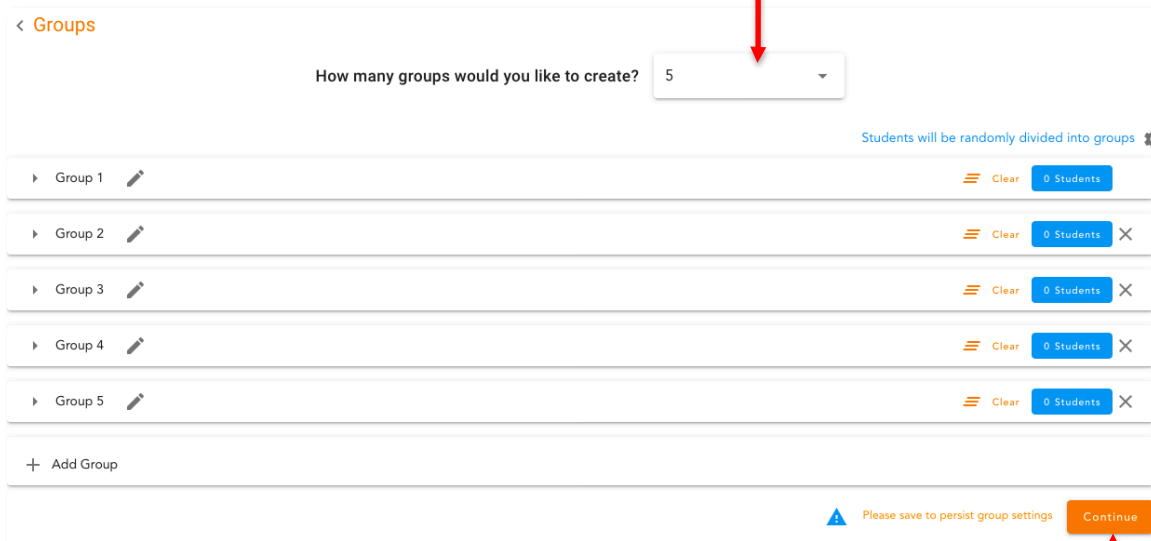 Groups
How many groups would you like to create? 5
Students will be randomly divided into groups
Group 1 Clear 0 Students
Group 2 Clear 0 Students
Group 3 Clear 0 Students
Group 4 Clear 0 Students
Group 5 Clear 0 Students
Add Group
Please save to persist group settings Continue